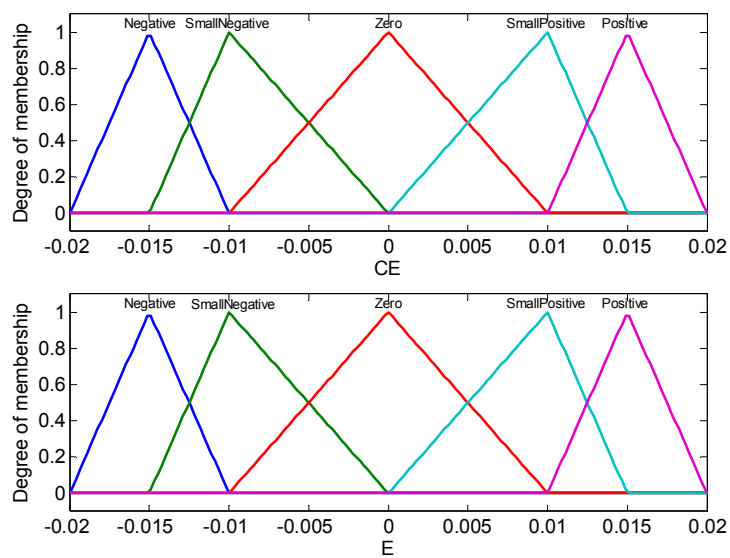 Negative SmallNegative Zero SmallPositive Positive
1
0.8
0.6
0.4
0.2
0
Degree of membership
-0.02 -0.015 -0.01 -0.005 0 0.005 0.01 0.015 0.02
CE
Negative SmallNegative Zero SmallPositive Positive
1
0.8
0.6
0.4
0.2
0
Degree of membership
-0.02 -0.015 -0.01 -0.005 0 0.005 0.01 0.015 0.02
E